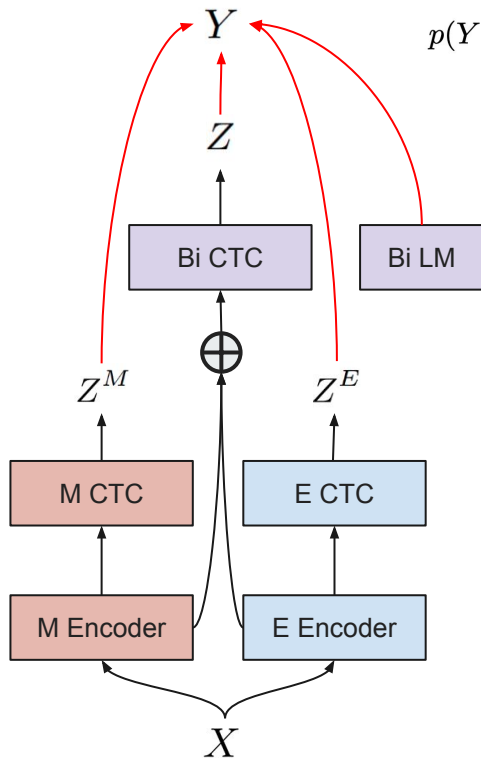 Y p(Y
Z
Bi CTC Bi LM
Z^M Z^E
M CTC E CTC
M Encoder E Encoder
X